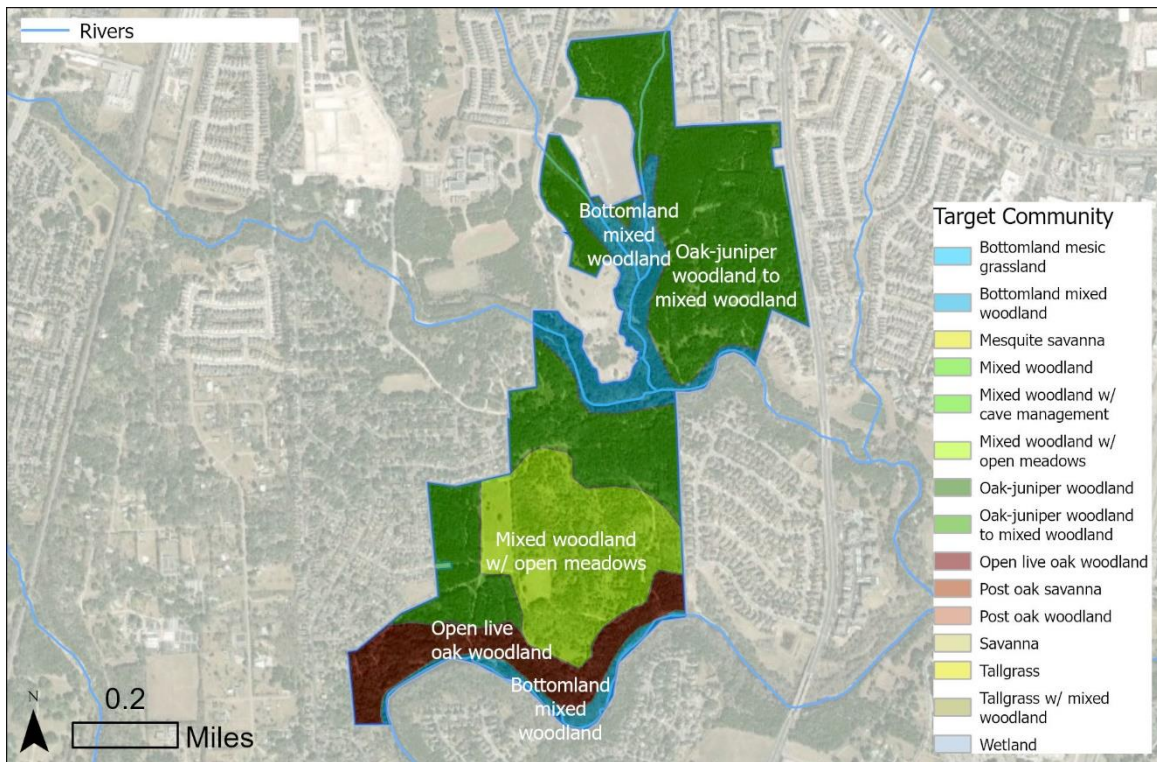 Rivers
Bottomland
mixed
woodland
Oak-juniper
woodland to
mixed woodland
Mixed woodland
w/ open meadows
Open live
oak woodland
Bottomland
mixed
woodland
N
0.2
Miles
Target Community
Bottomland mesic
grassland
Bottomland mixed
woodland
Mesquite savanna
Mixed woodland
Mixed woodland w/
cave management
Mixed woodland w/
open meadows
Oak-juniper woodland
Oak-juniper woodland
to mixed woodland
Open live oak woodland
Post oak savanna
Post oak woodland
Savanna
Tallgrass
Tallgrass w/ mixed
woodland
Wetland